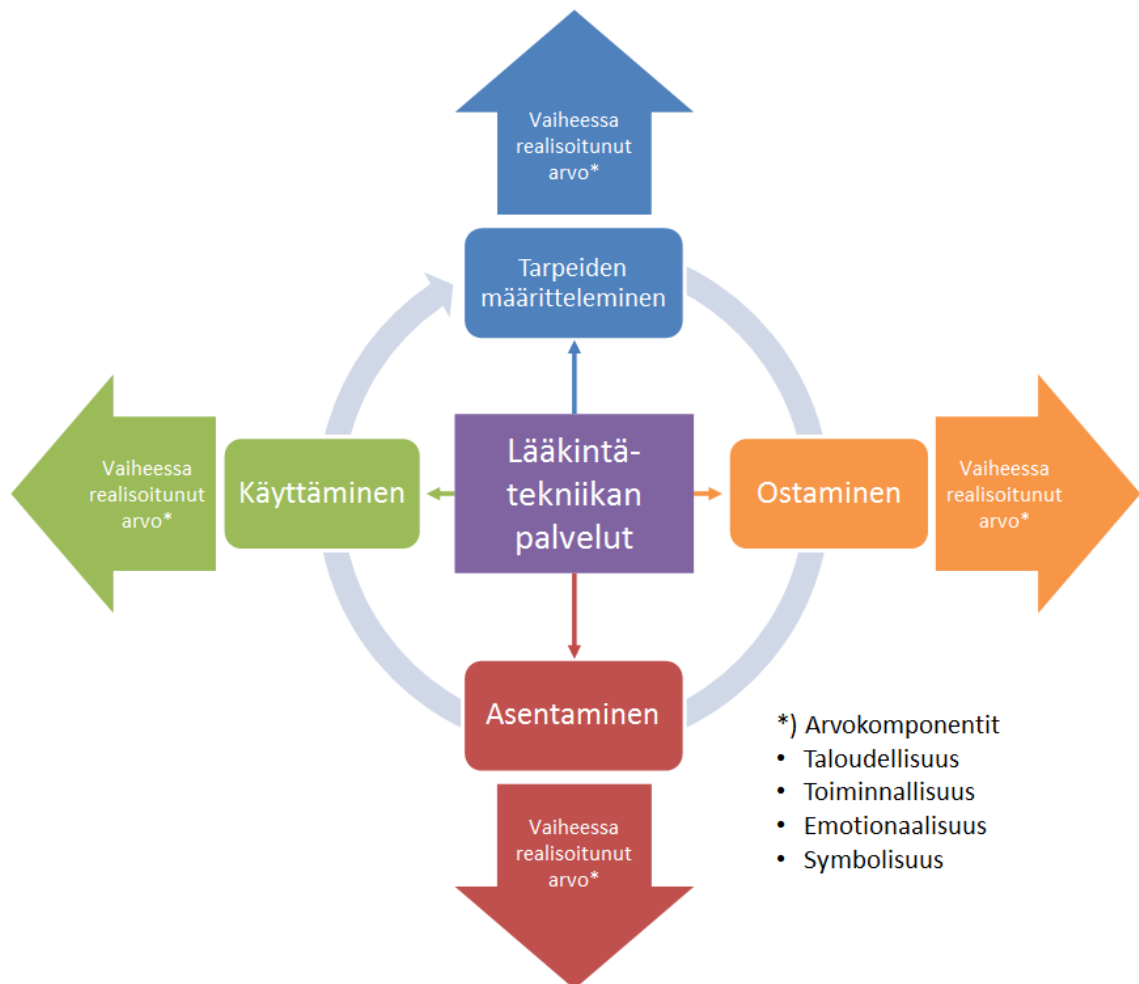 Vaiheessa
realisoitunut
arvo*
Tarpeiden
määritteleminen
Vaiheessa
realisoitunut
arvo*
Käyttäminen
Lääkintä-
tekniikan
palvelut
Ostaminen
Vaiheessa
realisoitunut
arvo*
Asentaminen
Vaiheessa
realisoitunut
arvo*
*) Arvokomponentit
• Taloudellisuus
• Toiminnallisuus
• Emotionaalisuus
• Symbolisuus